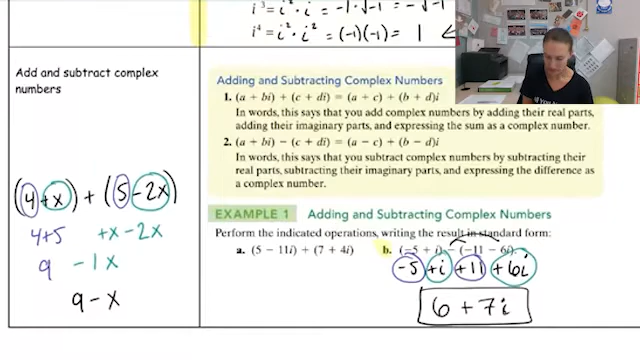 i³ = i² · i = -1 · √-1 = -√-1
i⁴ = i² · i² = (-1)(-1) = 1
Add and subtract complex
numbers
(4+x) + (5-2x)
4+5 +x-2x
9 -1x
9-x
Adding and Subtracting Complex Numbers
1. (a + bi) + (c + di) = (a + c) + (b + d)i
In words, this says that you add complex numbers by adding their real parts,
adding their imaginary parts, and expressing the sum as a complex number.
2. (a + bi) − (c + di) = (a − c) + (b − d)i
In words, this says that you subtract complex numbers by subtracting their
real parts, subtracting their imaginary parts, and expressing the difference as
a complex number.
EXAMPLE 1 Adding and Subtracting Complex Numbers
Perform the indicated operations, writing the result in standard form:
a. (5 − 11i) + (7 + 4i) b. (−5 + i) − (−11 − 6i)
-5 +i +11 +6i
6 + 7i